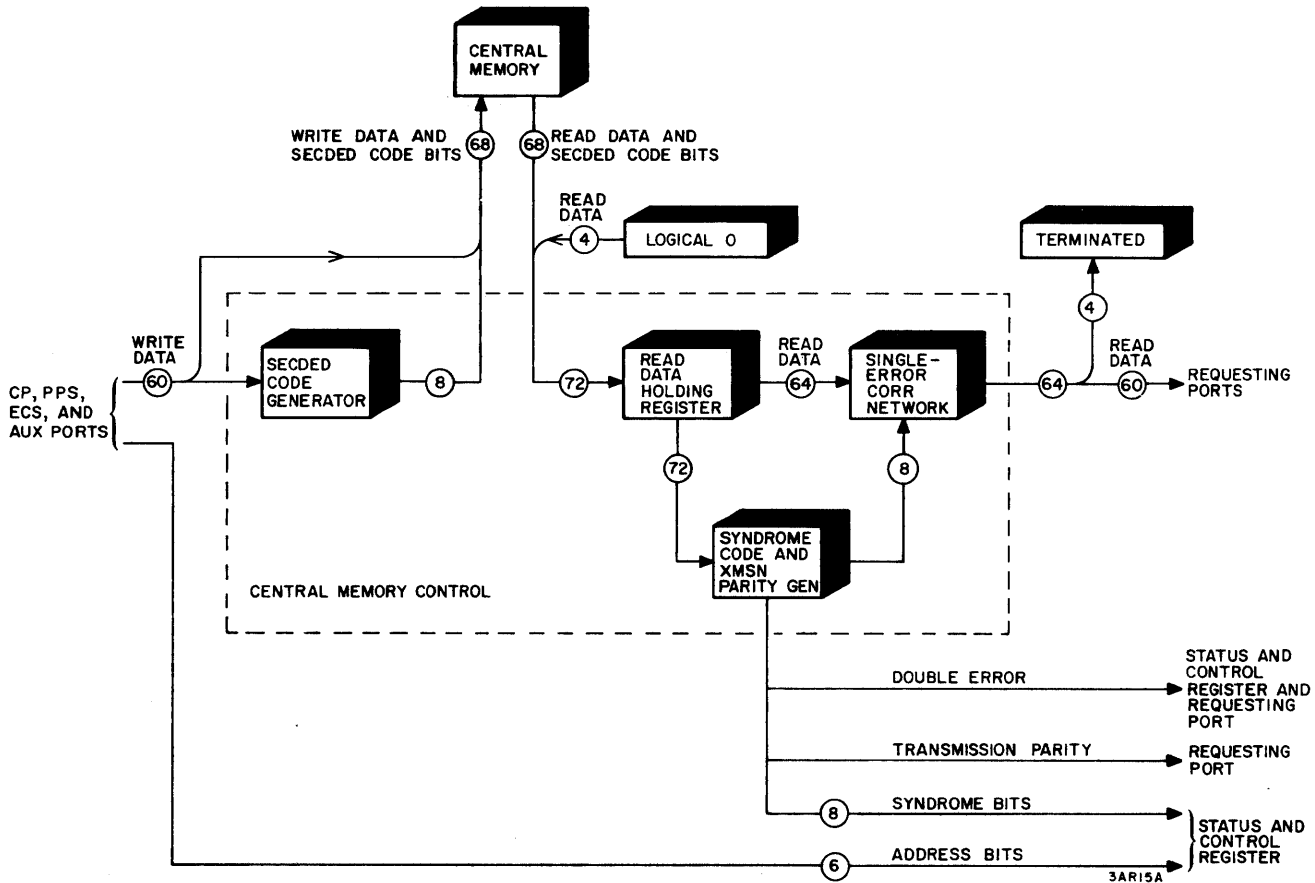 CENTRAL
MEMORY
WRITE DATA AND
SECDED CODE BITS
68
68
READ DATA AND
SECDED CODE BITS
READ
DATA
4
LOGICAL 0
TERMINATED
4
WRITE
DATA
60
CP, PPS,
ECS, AND
AUX PORTS
SECDED
CODE
GENERATOR
8
72
READ
DATA
HOLDING
REGISTER
READ
DATA
64
SINGLE-
ERROR
CORR
NETWORK
64
READ
DATA
60
REQUESTING
PORTS
72
8
SYNDROME
CODE AND
XMSN
PARITY GEN
CENTRAL MEMORY CONTROL
DOUBLE ERROR
STATUS AND
CONTROL
REGISTER AND
REQUESTING
PORT
TRANSMISSION PARITY
REQUESTING
PORT
8
SYNDROME BITS
6
ADDRESS BITS
STATUS AND
CONTROL
REGISTER
3AR15A